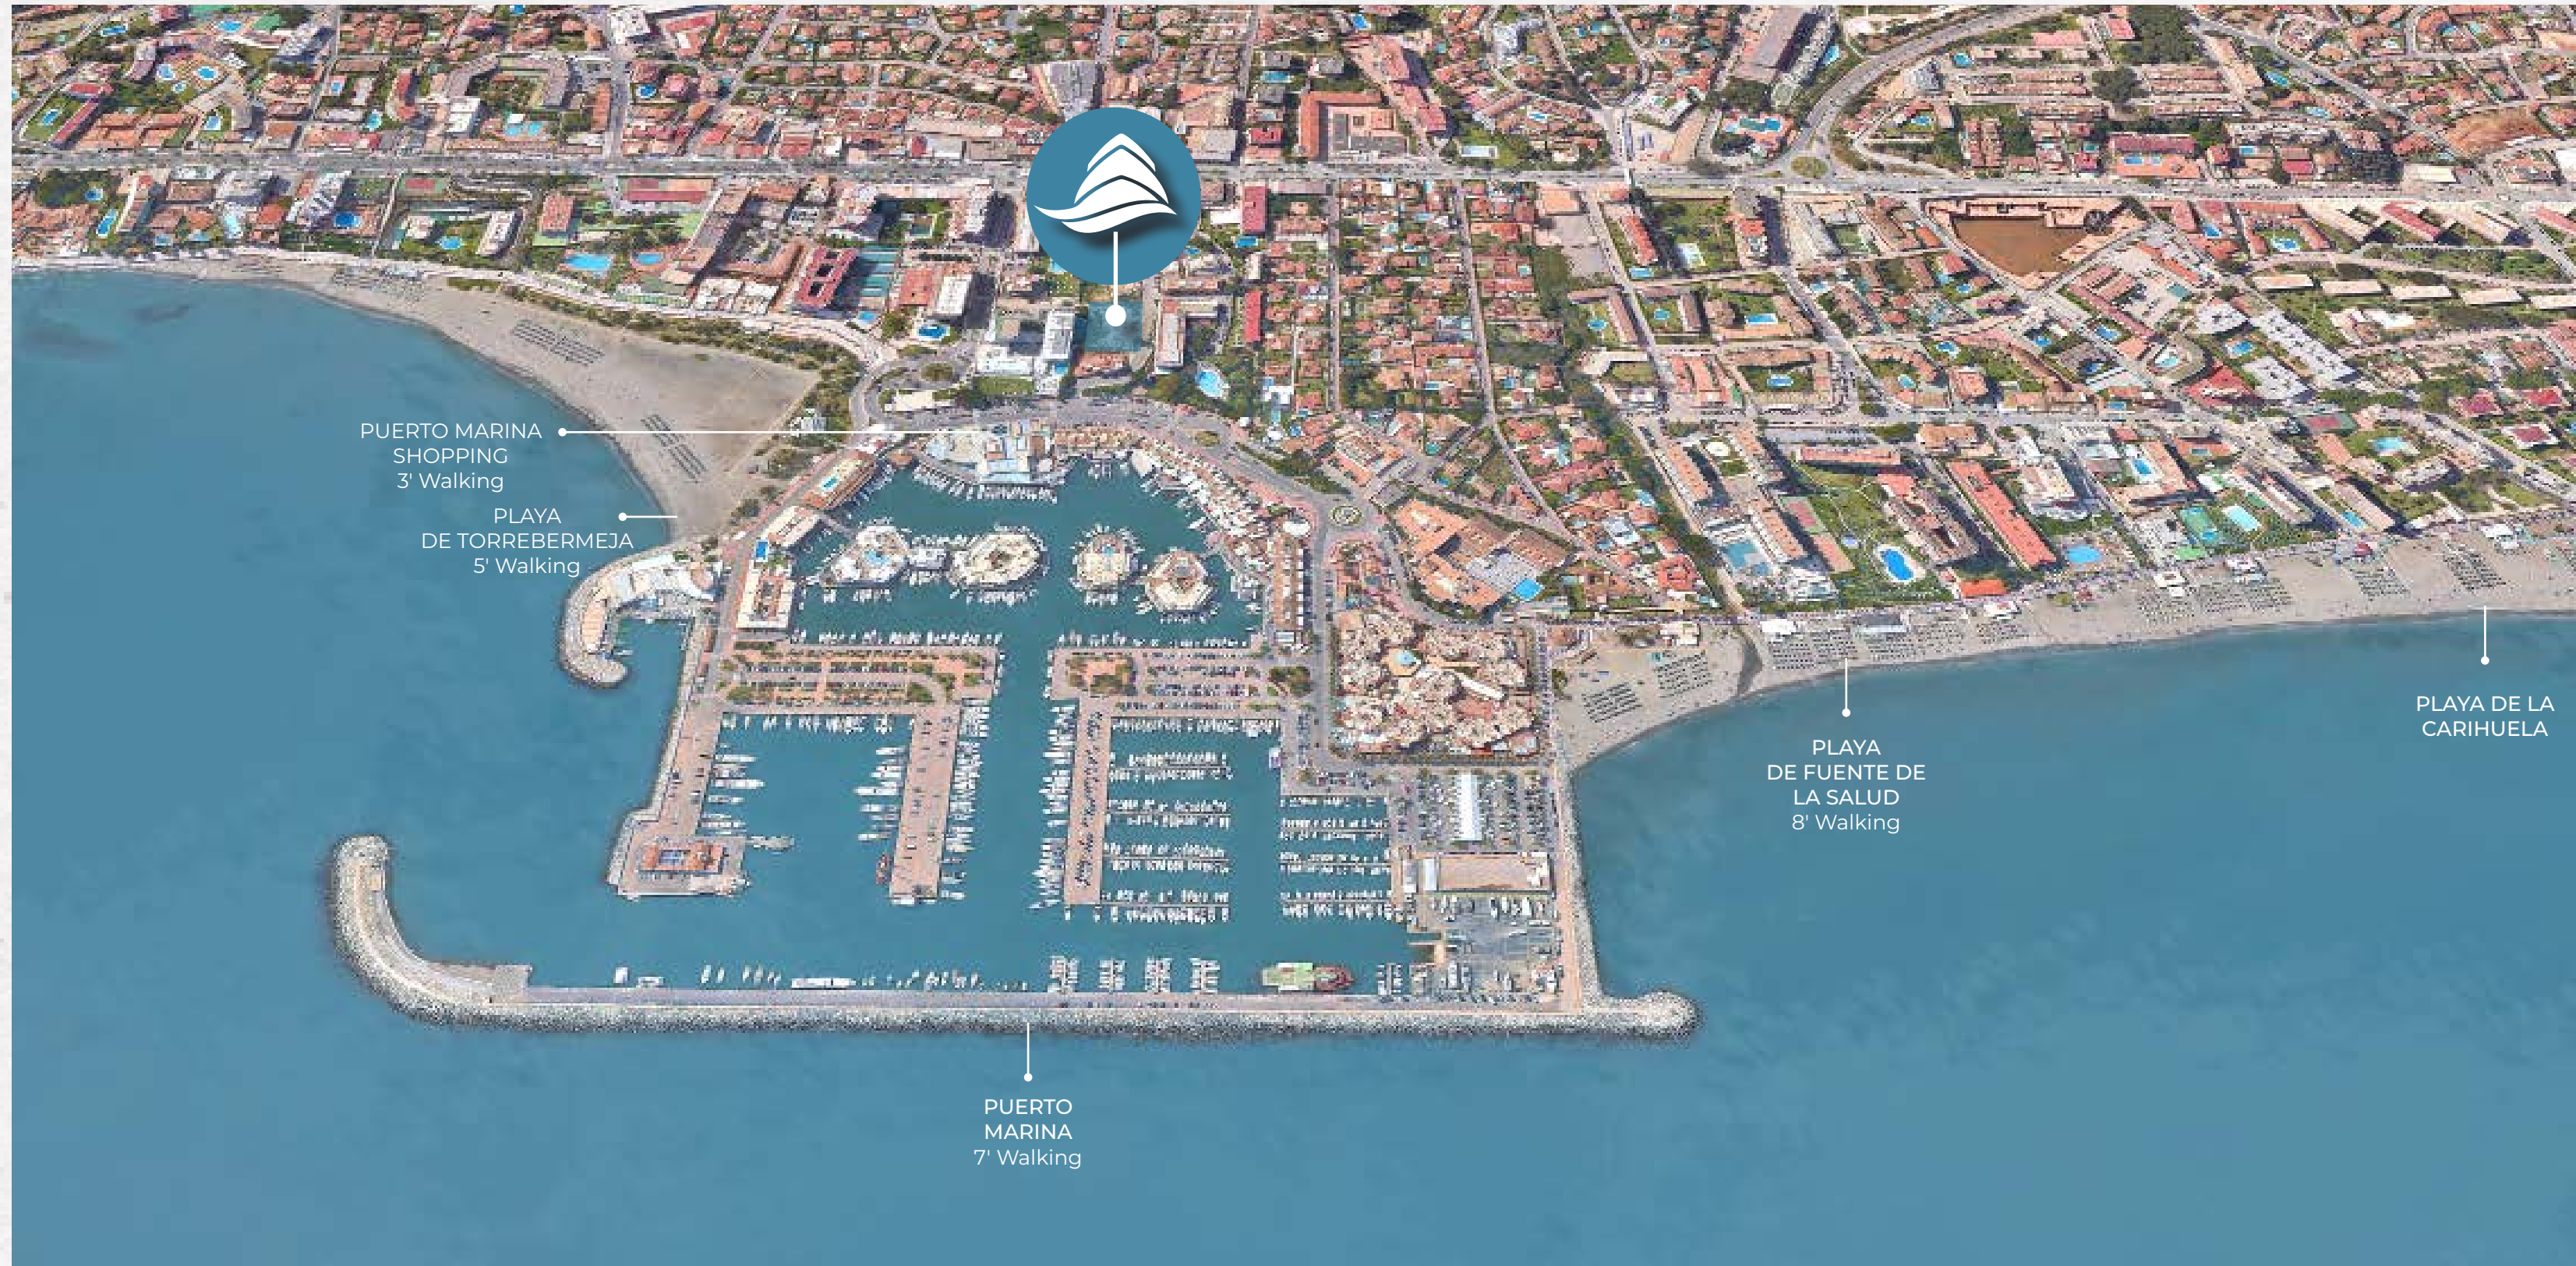 PUERTO MARINA
SHOPPING
3' Walking
PLAYA
DE TORREBERMEJA
5' Walking
PUERTO
MARINA
7' Walking
PLAYA
DE FUENTE DE
LA SALUD
8' Walking
PLAYA DE LA
CARIHUELA